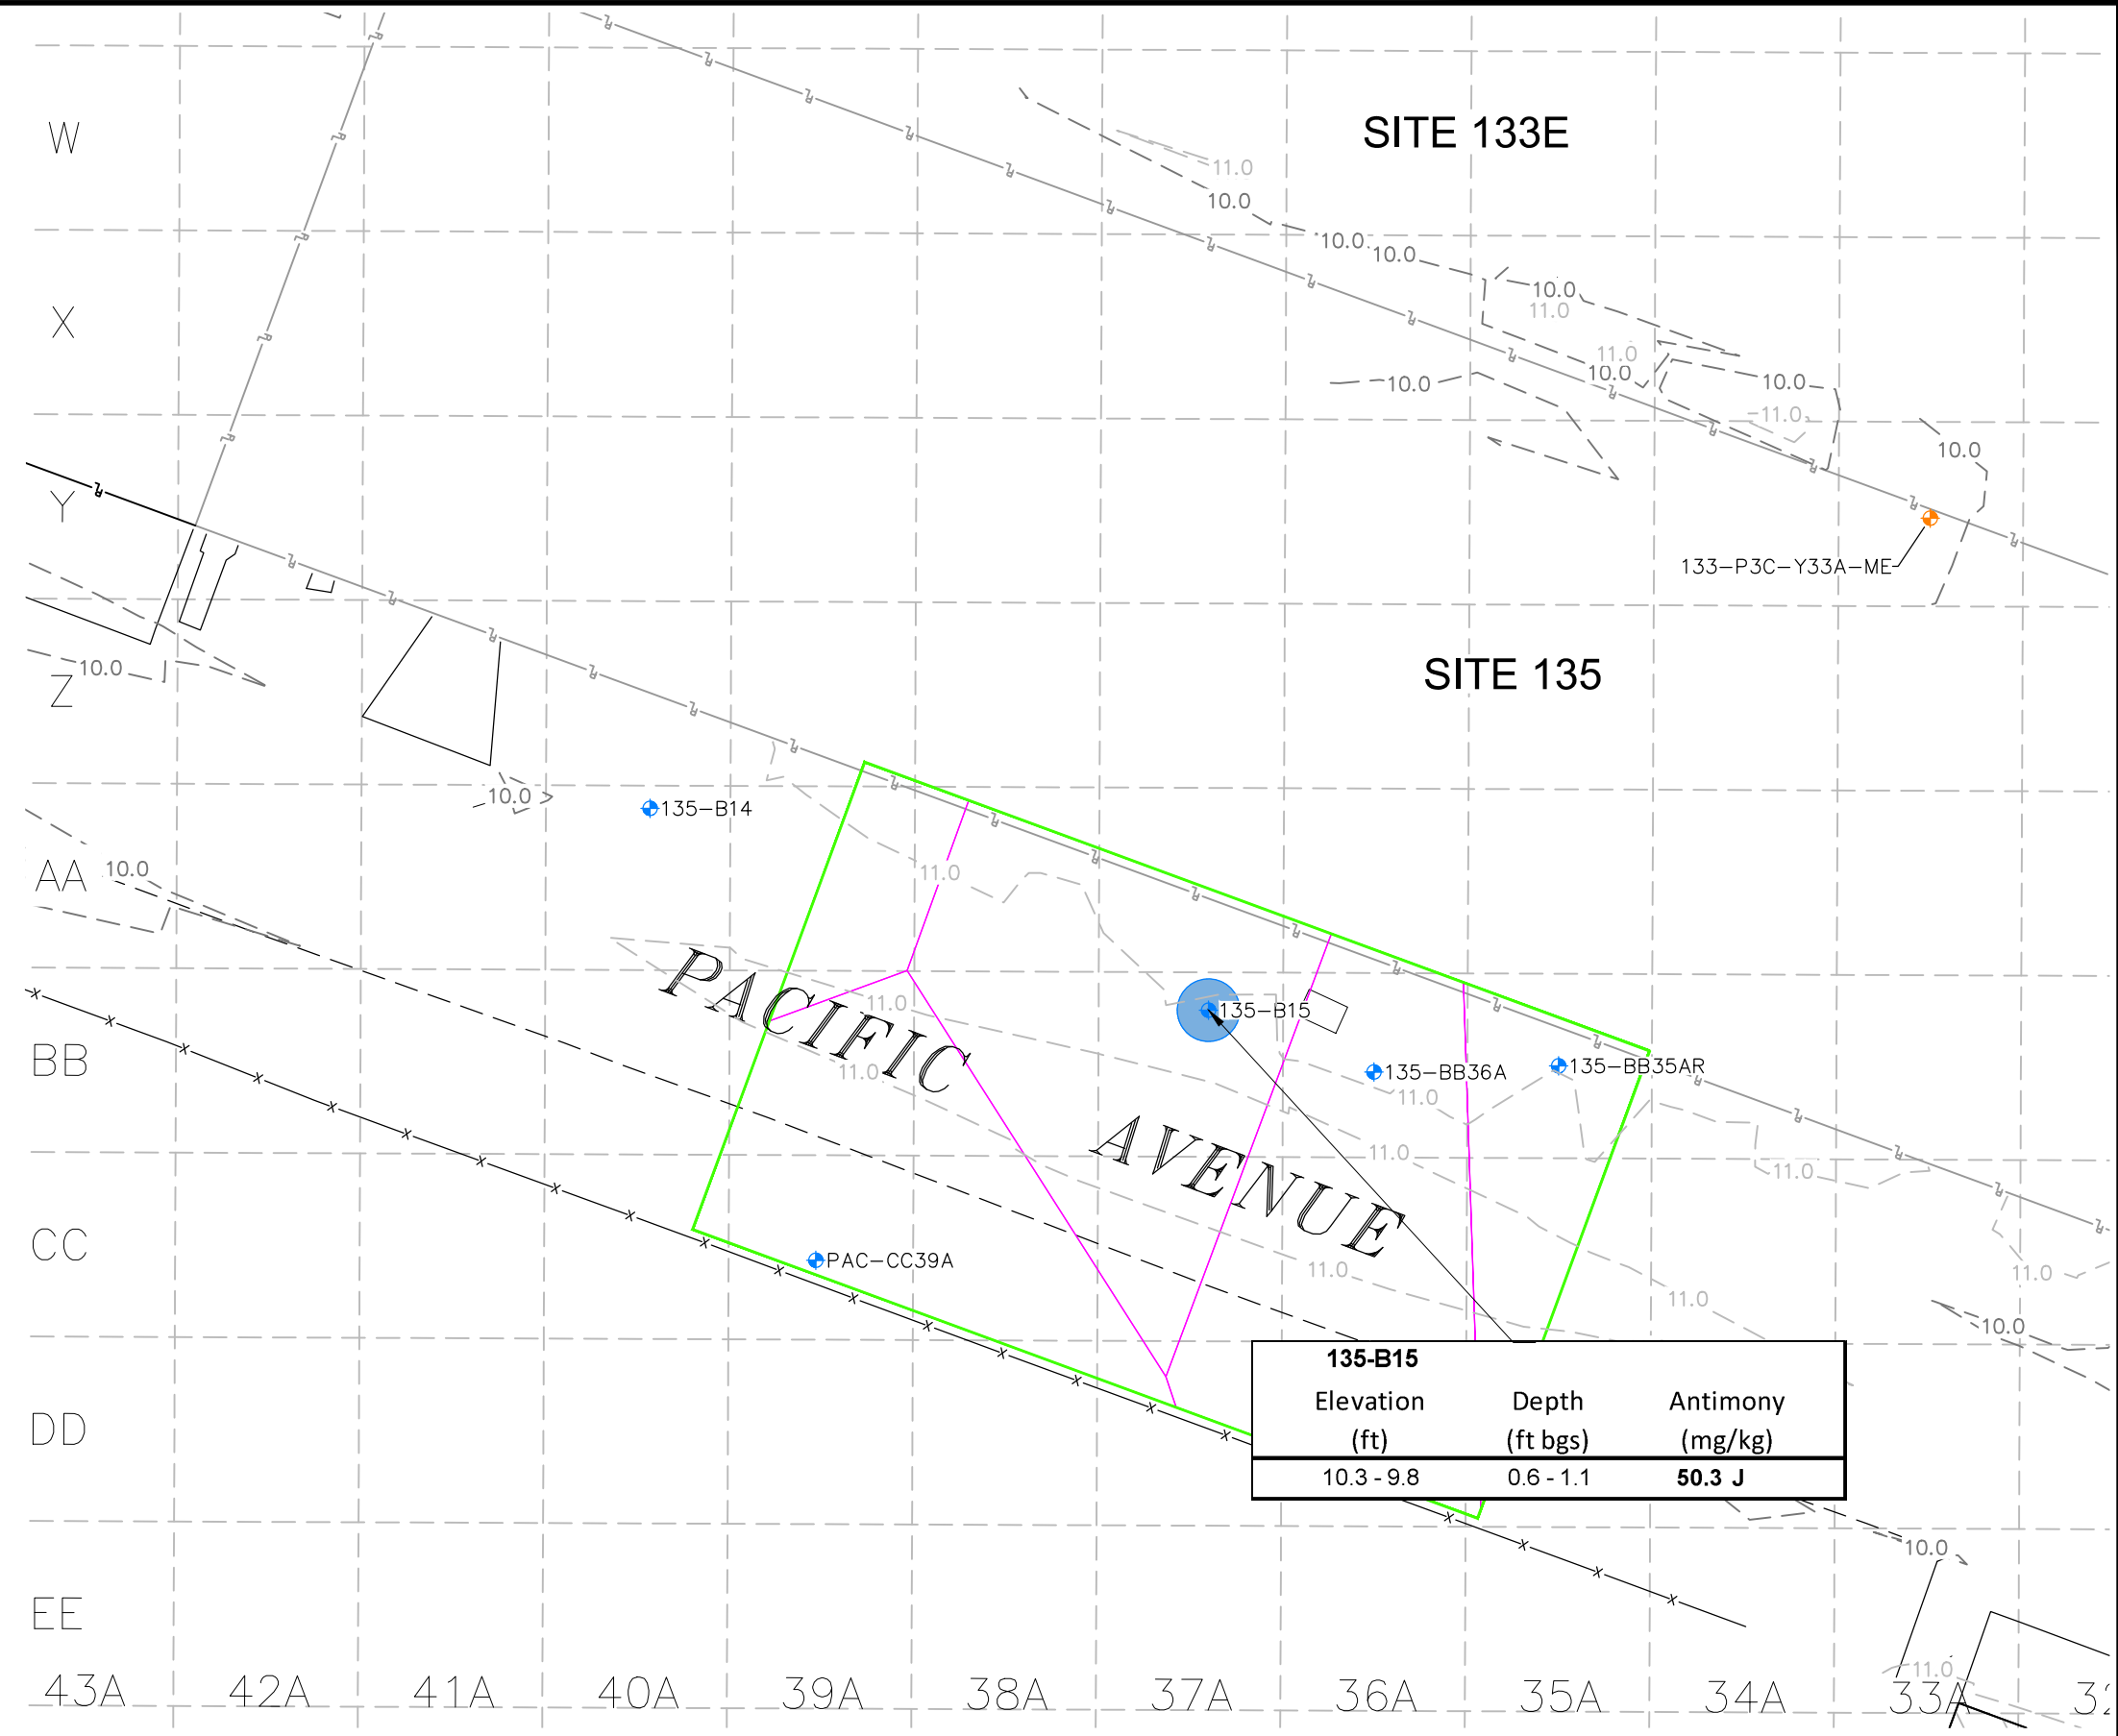 W
SITE 133E
11.0
10.0
10.0
10.0
X
10.0
11.0
11.0
10.0
10.0
10.0
11.0
10.0
Y
133-P3C-Y33A-ME
10.0
Z
SITE 135
10.0
135-B14
AA
10.0
11.0
PACIFIC AVENUE
11.0
135-B15
BB
11.0
135-BB36A
135-BB35AR
11.0
11.0
11.0
CC
PAC-CC39A
11.0
11.0
11.0
10.0
135-B15
Elevation (ft) Depth (ft bgs) Antimony (mg/kg)
10.3 - 9.8 0.6 - 1.1 50.3 J
DD
10.0
EE
11.0
43A 42A 41A 40A 39A 38A 37A 36A 35A 34A 33A